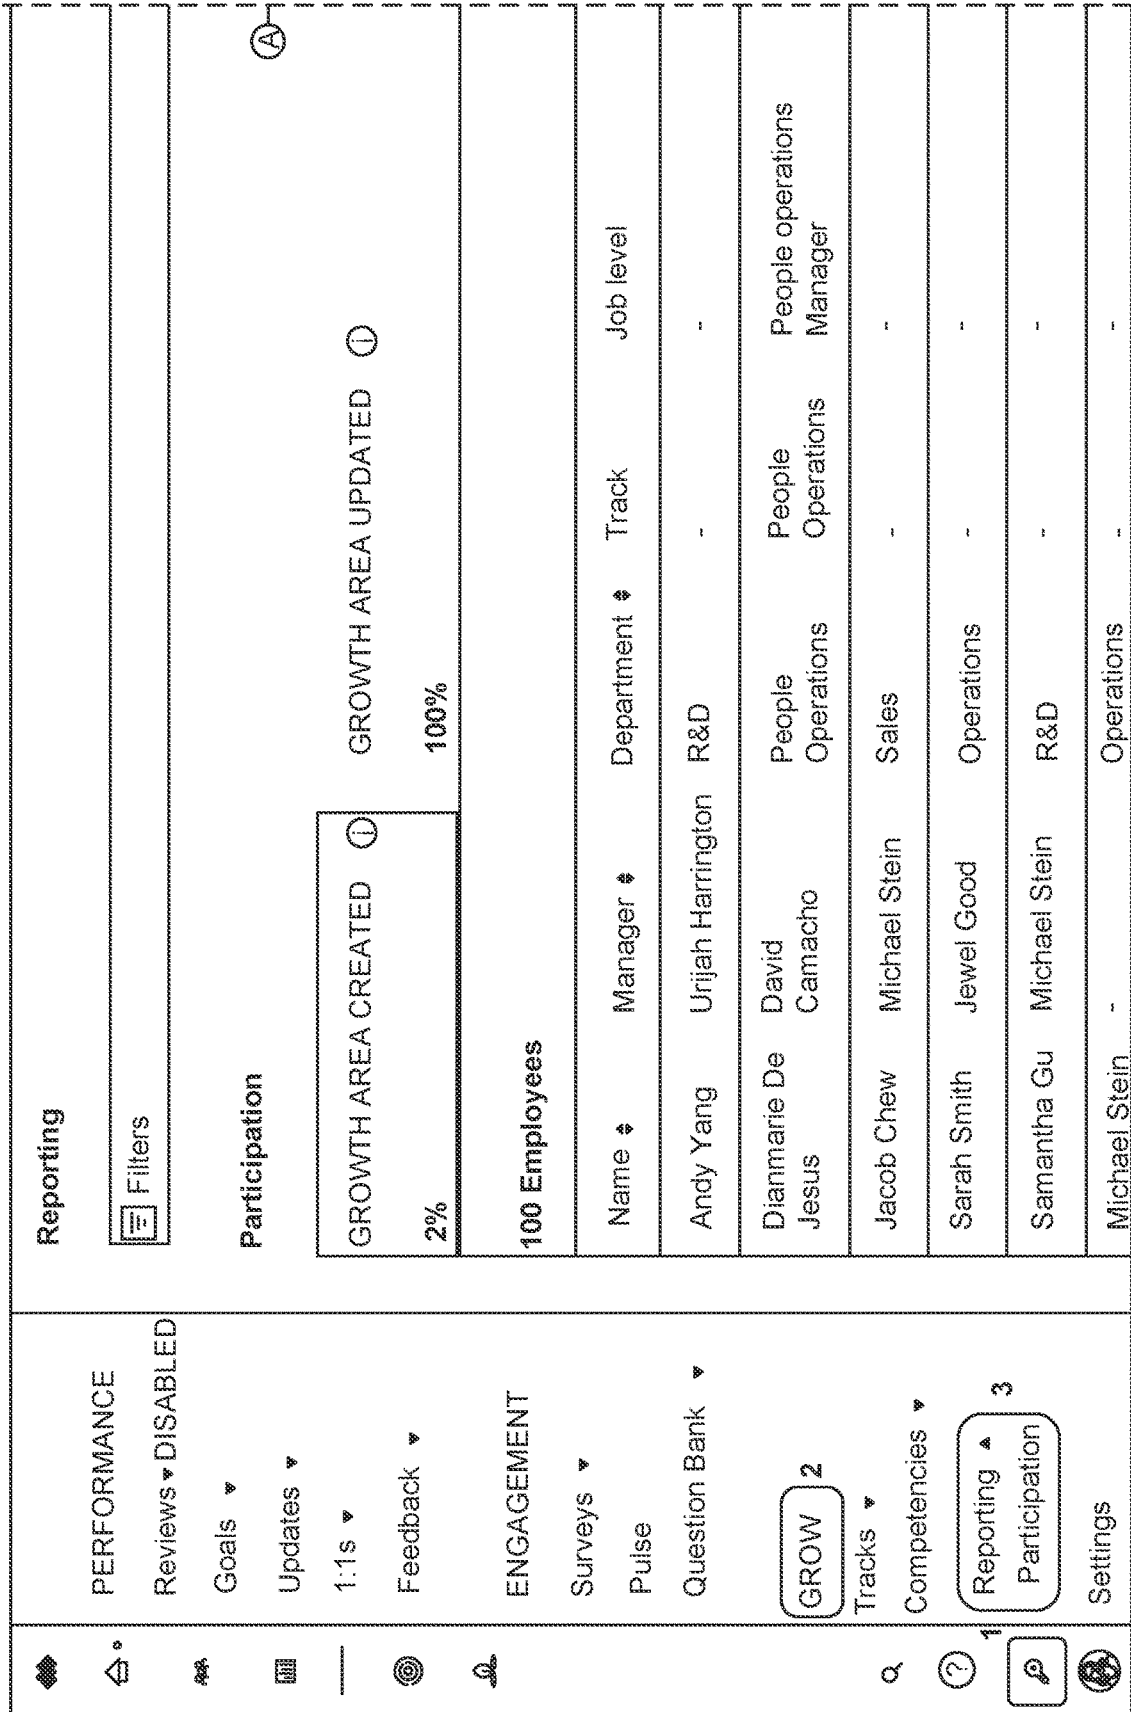 PERFORMANCE
Reviews ▾ DISABLED
Goals ▾
Updates ▾
1:1s ▾
Feedback ▾
ENGAGEMENT
Surveys ▾
Pulse
Question Bank ▾
GROW 2
Tracks ▾
Competencies ▾
Reporting ▴ 3
Participation
Settings
?
1
Reporting
Filters
Participation
A
GROWTH AREA CREATED i
2%
GROWTH AREA UPDATED i
100%
100 Employees
Name Manager Department Track Job level
Andy Yang Urijah Harrington R&D - -
Dianmarie De David People People People operations
Jesus Camacho Operations Operations Manager
Jacob Chew Michael Stein Sales - -
Sarah Smith Jewel Good Operations - -
Samantha Gu Michael Stein R&D - -
Michael Stein - Operations - -